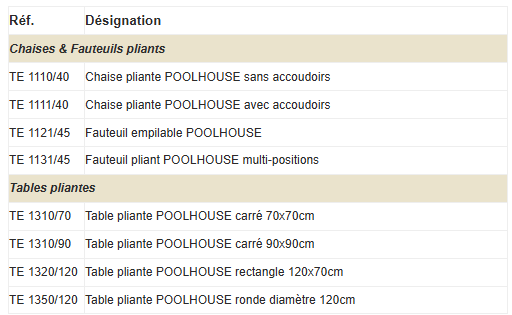 Réf. Désignation
Chaises & Fauteuils pliants
TE 1110/40 Chaise pliante POOLHOUSE sans accoudoirs
TE 1111/40 Chaise pliante POOLHOUSE avec accoudoirs
TE 1121/45 Fauteuil empilable POOLHOUSE
TE 1131/45 Fauteuil pliant POOLHOUSE multi-positions
Tables pliantes
TE 1310/70 Table pliante POOLHOUSE carré 70x70cm
TE 1310/90 Table pliante POOLHOUSE carré 90x90cm
TE 1320/120 Table pliante POOLHOUSE rectangle 120x70cm
TE 1350/120 Table pliante POOLHOUSE ronde diamètre 120cm